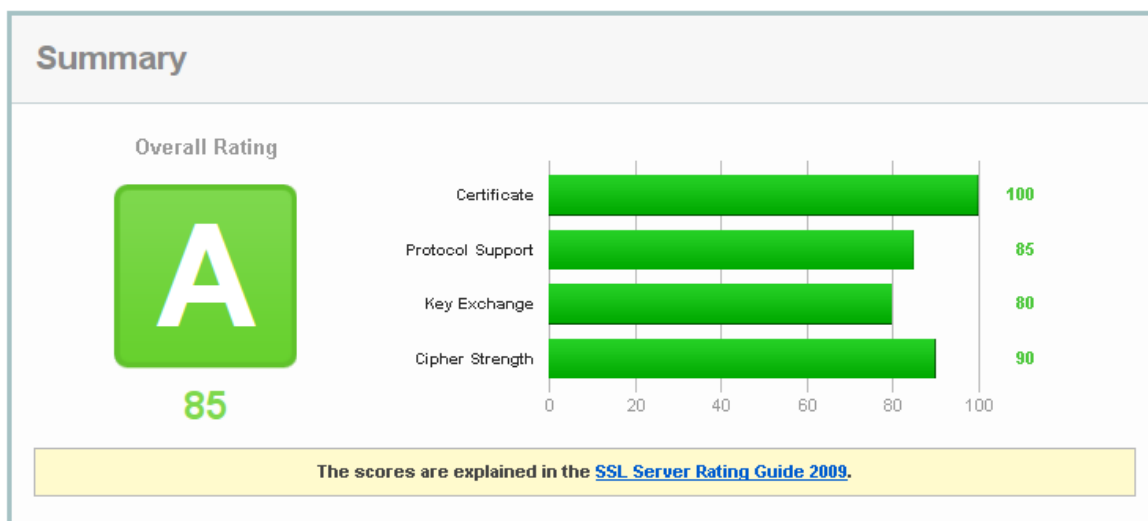 Summary
Overall Rating
A
85
Certificate 100
Protocol Support 85
Key Exchange 80
Cipher Strength 90
0 20 40 60 80 100
The scores are explained in the SSL Server Rating Guide 2009.